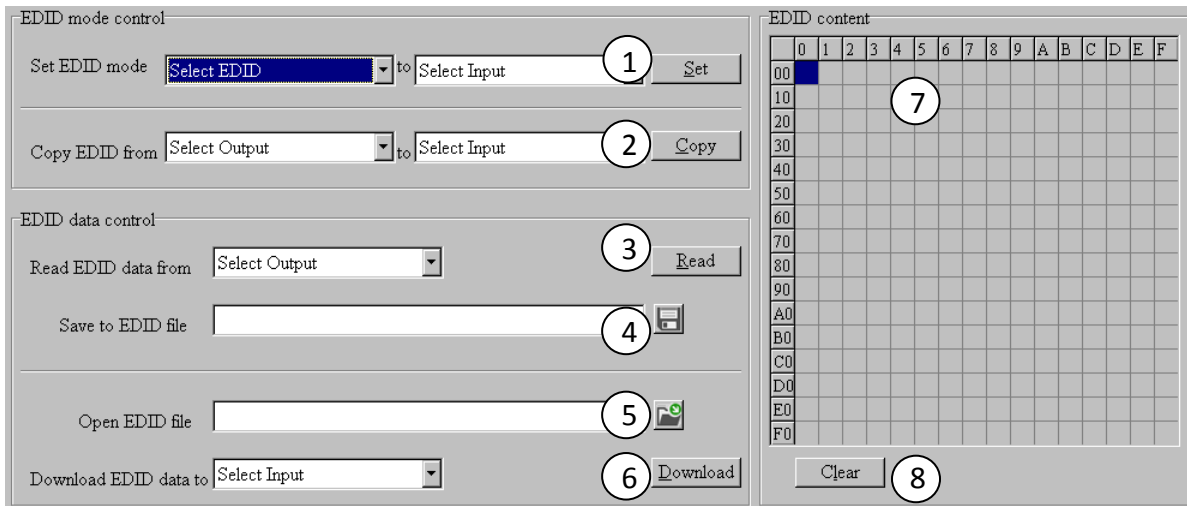 EDID mode control
Set EDID mode Select EDID to Select Input 1 Set
Copy EDID from Select Output to Select Input 2 Copy
EDID data control
Read EDID data from Select Output 3 Read
Save to EDID file 4
Open EDID file 5
Download EDID data to Select Input 6 Download
EDID content
0 1 2 3 4 5 6 7 8 9 A B C D E F
00
10 7
20
30
40
50
60
70
80
90
A0
B0
C0
D0
E0
F0
Clear 8